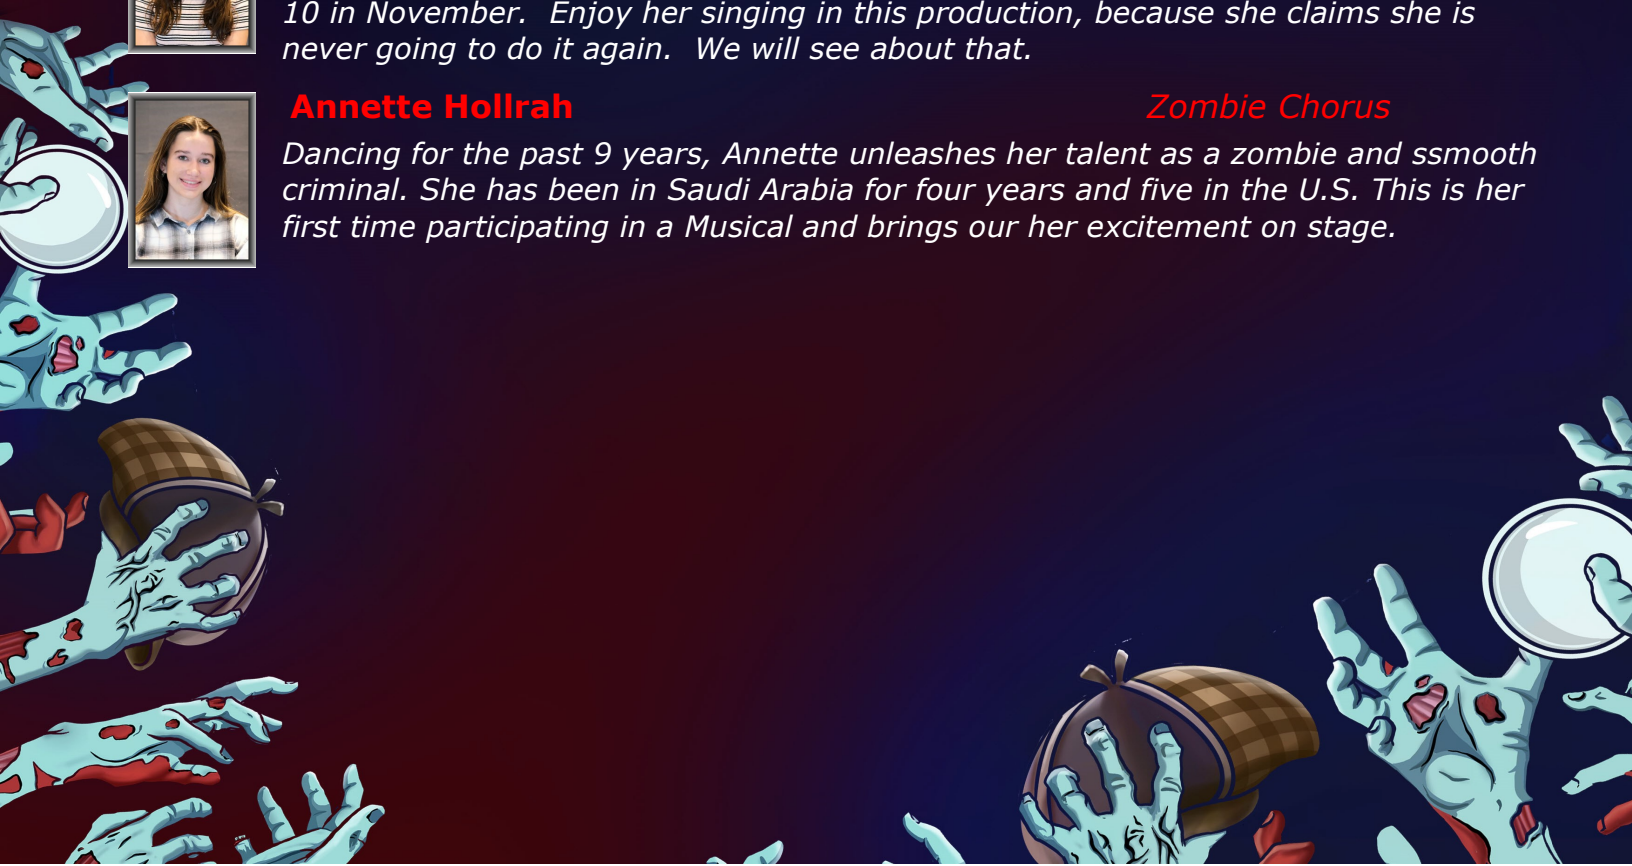 10 in November.  Enjoy her singing in this production, because she claims she is
never going to do it again.  We will see about that.
Annette Hollrah Zombie Chorus
Dancing for the past 9 years, Annette unleashes her talent as a zombie and ssmooth
criminal. She has been in Saudi Arabia for four years and five in the U.S. This is her
first time participating in a Musical and brings our her excitement on stage.